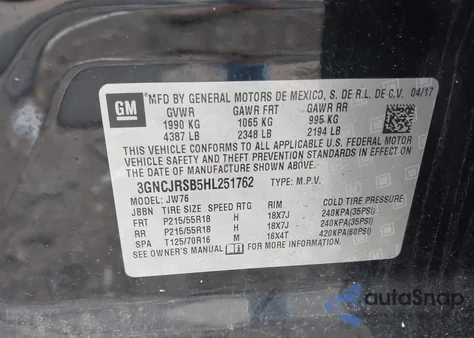 GM
MFD BY GENERAL MOTORS DE MEXICO, S. DE R.L. DE C.V. 04/17
GVWR GAWR FRT GAWR RR
1990 KG 1065 KG 995 KG
4387 LB 2348 LB 2194 LB
THIS VEHICLE CONFORMS TO ALL APPLICABLE U.S. FEDERAL MOTOR
VEHICLE SAFETY, BUMPER, AND THEFT PREVENTION STANDARDS IN EFFECT ON
THE DATE OF MANUFACTURE SHOWN ABOVE.
3GNCJRSB5HL251762 TYPE: M.P.V.
MODEL: JW76
JBBN TIRE SIZE SPEED RTG RIM COLD TIRE PRESSURE
FRT P215/55R18 H 18X7J 240KPA(35PSI)
RR P215/55R18 H 18X7J 240KPA(35PSI)
SPA T125/70R16 M 16X4T 420KPA(60PSI)
SEE OWNER'S MANUAL FOR MORE INFORMATION
autoSnap